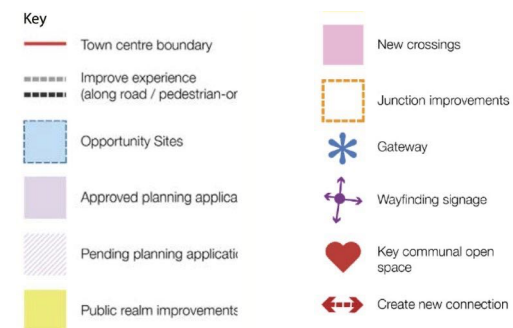 Key
Town centre boundary
Improve experience
(along road / pedestrian-or
Opportunity Sites
Approved planning applica
Pending planning applicatio
Public realm improvements
New crossings
Junction improvements
Gateway
Wayfinding signage
Key communal open
space
Create new connection